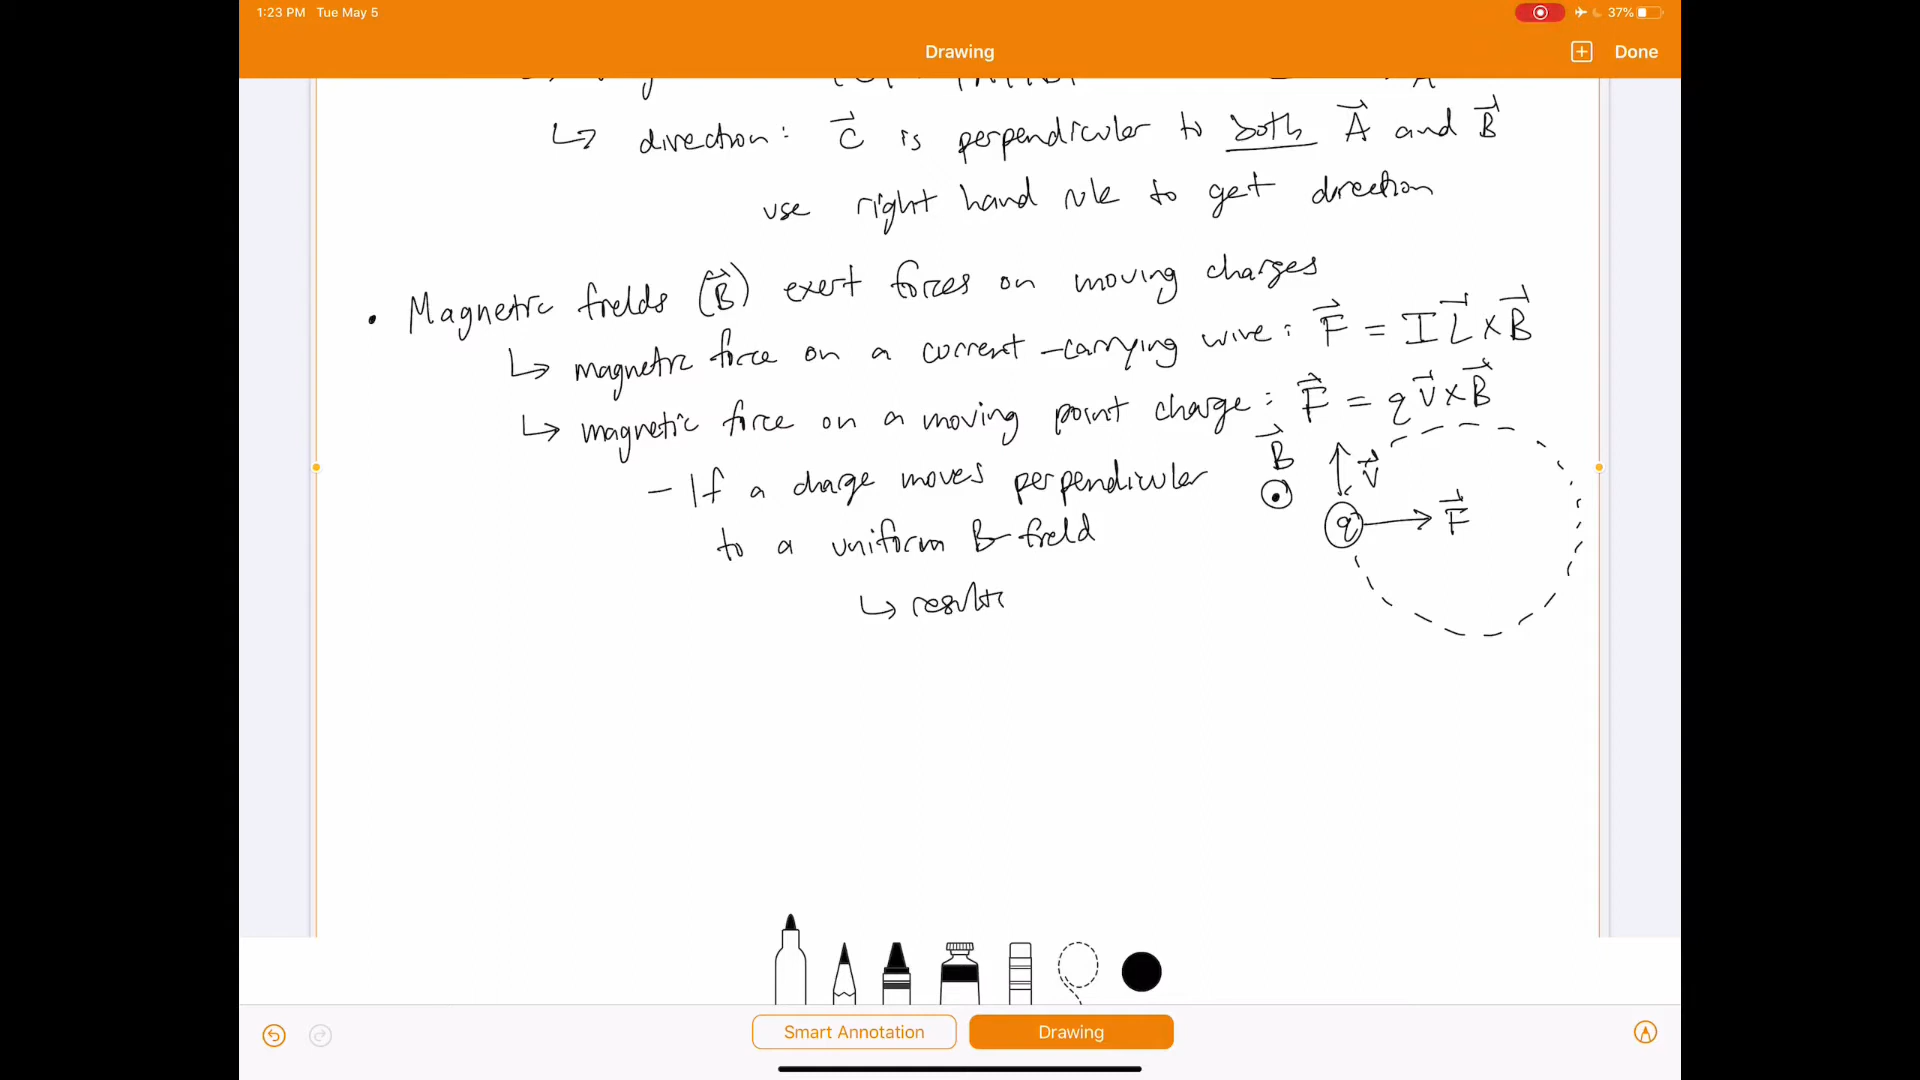 1:23 PM Tue May 5
37%
Drawing
Done
↳ direction: C⃗ is perpendicular to both A⃗ and B⃗
use right hand rule to get direction
• Magnetic fields (B⃗) exert forces on moving charges
↳ magnetic force on a current-carrying wire: F⃗ = I L⃗ × B⃗
↳ magnetic force on a moving point charge: F⃗ = q v⃗ × B⃗
- If a charge moves perpendicular
to a uniform B-field
↳ results
B⃗
v⃗
q
F⃗
Smart Annotation
Drawing